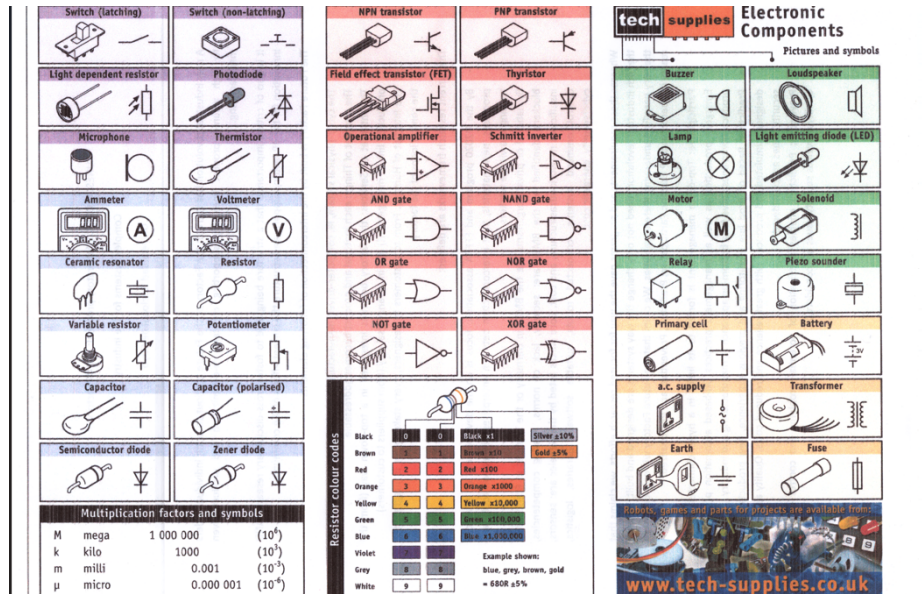 Switch (latching)
Switch (non-latching)
Light dependent resistor
Photodiode
Microphone
Thermistor
Ammeter
Voltmeter
A
V
Ceramic resonator
Resistor
Variable resistor
Potentiometer
Capacitor
Capacitor (polarised)
Semiconductor diode
Zener diode
Multiplication factors and symbols
M mega 1 000 000 (10⁶)
k kilo 1000 (10³)
m milli 0.001 (10⁻³)
µ micro 0.000 001 (10⁻⁶)
NPN transistor
PNP transistor
Field effect transistor (FET)
Thyristor
Operational amplifier
Schmitt inverter
AND gate
NAND gate
OR gate
NOR gate
NOT gate
XOR gate
Resistor colour codes
Black 0 0 Black x1 Silver ±10%
Brown 1 1 Brown x10 Gold ±5%
Red 2 2 Red x100
Orange 3 3 Orange x1000
Yellow 4 4 Yellow x10,000
Green 5 5 Green x100,000
Blue 6 6 Blue x1,000,000
Violet 7 7
Grey 8 8
White 9 9
Example shown:
blue, grey, brown, gold
= 680R ±5%
tech supplies
Electronic
Components
Pictures and symbols
Buzzer
Loudspeaker
Lamp
Light emitting diode (LED)
Motor
Solenoid
M
Relay
Piezo sounder
Primary cell
Battery
3V
a.c. supply
Transformer
Earth
Fuse
Robots, games and parts for projects are available from:
www.tech-supplies.co.uk